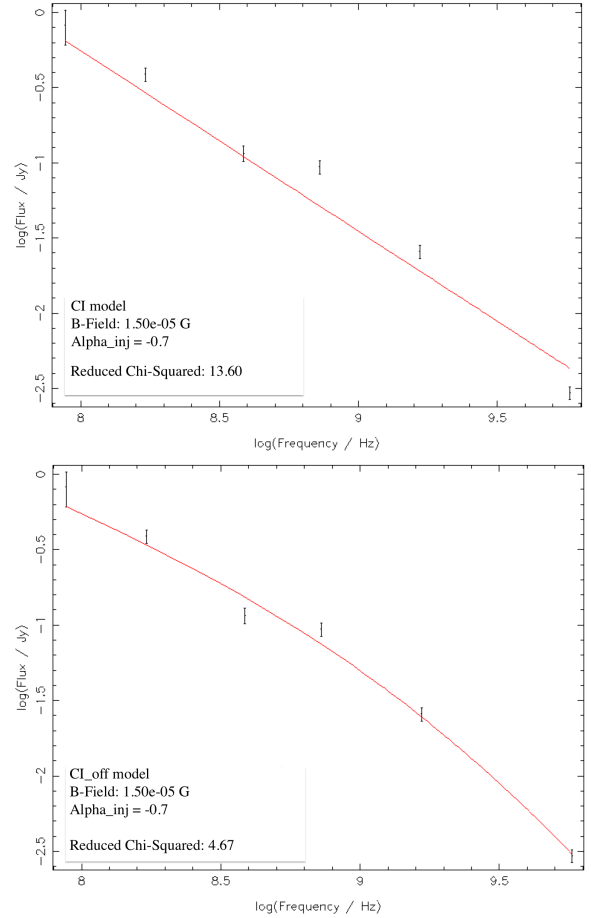 0
−0.5
−1
−1.5
−2
−2.5
log(Flux / Jy)
CI model
B-Field: 1.50e-05 G
Alpha_inj = -0.7
Reduced Chi-Squared: 13.60
8 8.5 9 9.5
log(Frequency / Hz)
0
−0.5
−1
−1.5
−2
−2.5
log(Flux / Jy)
CI_off model
B-Field: 1.50e-05 G
Alpha_inj = -0.7
Reduced Chi-Squared: 4.67
8 8.5 9 9.5
log(Frequency / Hz)